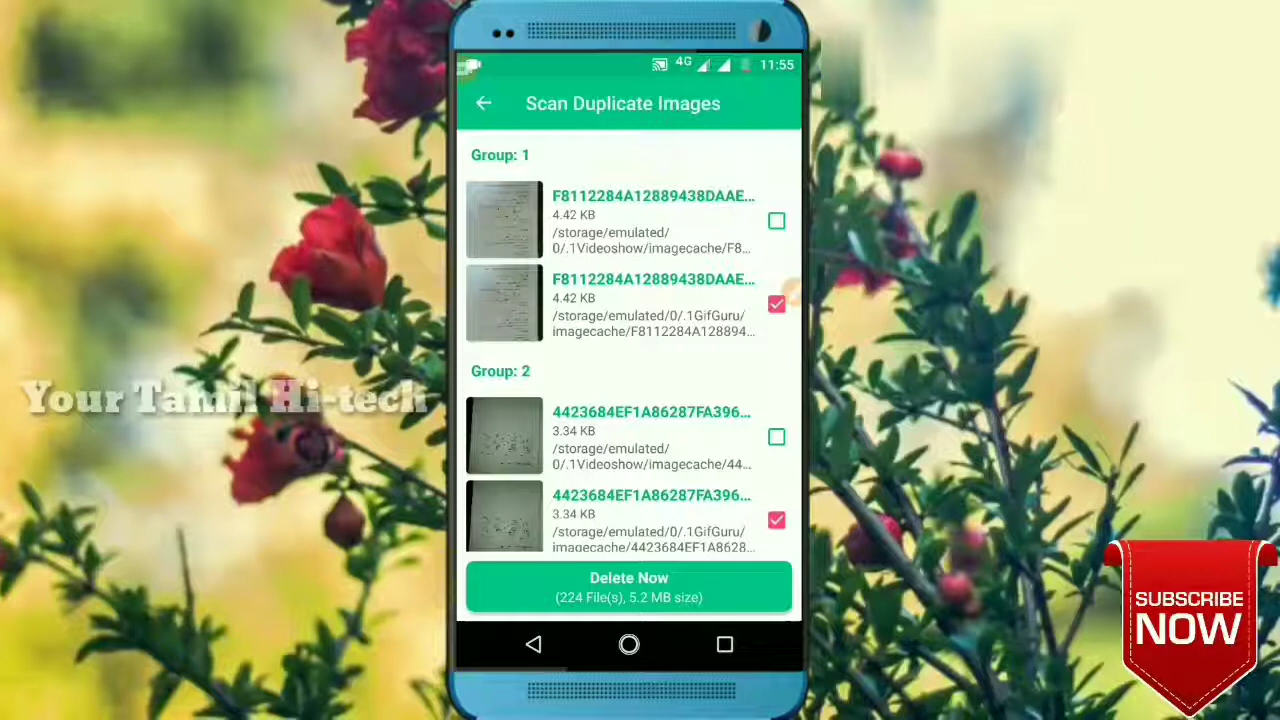 4G 11:55
Scan Duplicate Images
Group: 1
F8112284A12889438DAAE...
4.42 KB
/storage/emulated/
0/.1Videoshow/imagecache/F8...
F8112284A12889438DAAE...
4.42 KB
/storage/emulated/0/.1GifGuru/
imagecache/F8112284A128894...
Group: 2
4423684EF1A86287FA396...
3.34 KB
/storage/emulated/
0/.1Videoshow/imagecache/44...
4423684EF1A86287FA396...
3.34 KB
/storage/emulated/0/.1GifGuru/
imagecache/4423684EF1A8628...
Delete Now
(224 File(s), 5.2 MB size)
Your Tamil Hi-tech
SUBSCRIBE
NOW